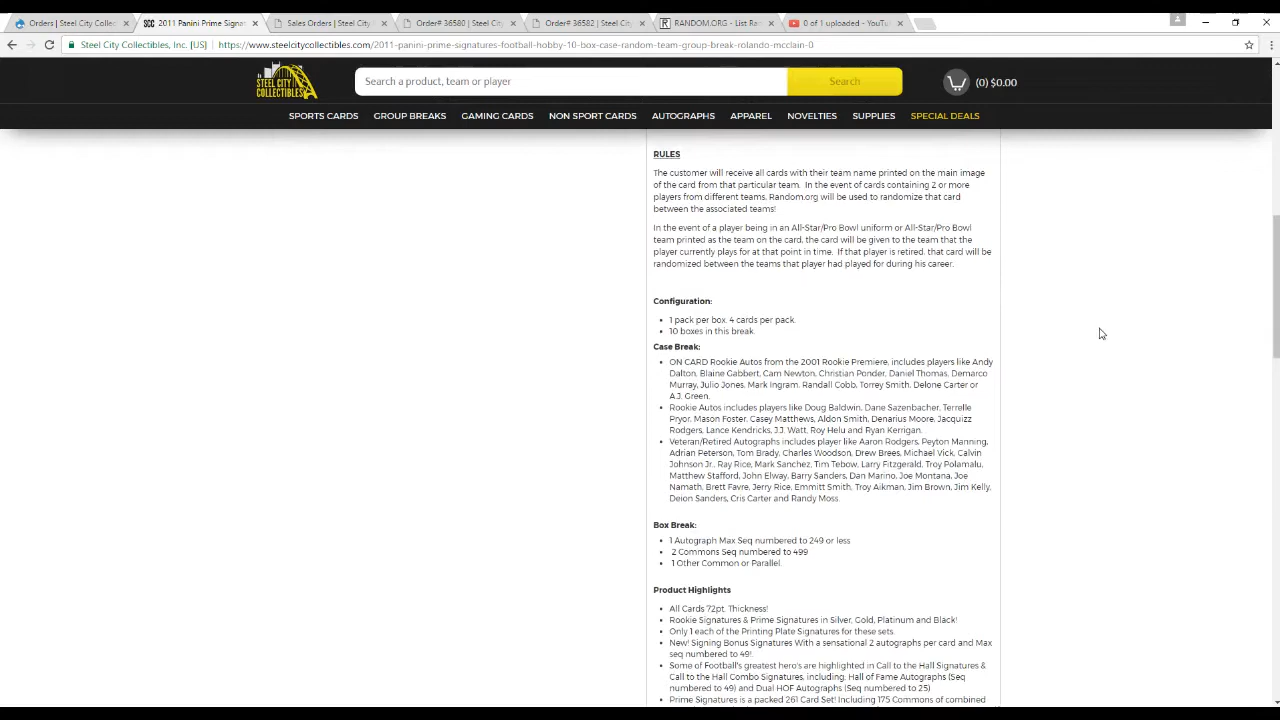 Orders | Steel City Collec
SCC 2011 Panini Prime Signa
Sales Orders | Steel City
Order# 36580 | Steel City
Order# 36582 | Steel City
R RANDOM.ORG - List Ran
0 of 1 uploaded - YouTu
Steel City Collectibles, Inc. [US] https://www.steelcitycollectibles.com/2011-panini-prime-signatures-football-hobby-10-box-case-random-team-group-break-rolando-mcclain-0
STEEL CITY COLLECTIBLES
Search a product, team or player
Search
(0) $0.00
SPORTS CARDS GROUP BREAKS GAMING CARDS NON SPORT CARDS AUTOGRAPHS APPAREL NOVELTIES SUPPLIES SPECIAL DEALS
RULES
The customer will receive all cards with their team name printed on the main image
of the card from that particular team. In the event of cards containing 2 or more
players from different teams, Random.org will be used to randomize that card
between the associated teams!
In the event of a player being in an All-Star/Pro Bowl uniform or All-Star/Pro Bowl
team printed as the team on the card, the card will be given to the team that the
player currently plays for at that point in time. If that player is retired, that card will be
randomized between the teams that player had played for during his career.
Configuration:
• 1 pack per box. 4 cards per pack.
• 10 boxes in this break.
Case Break:
• ON CARD Rookie Autos from the 2001 Rookie Premiere, includes players like Andy
Dalton, Blaine Gabbert, Cam Newton, Christian Ponder, Daniel Thomas, Demarco
Murray, Julio Jones, Mark Ingram, Randall Cobb, Torrey Smith, Delone Carter or
A.J. Green.
• Rookie Autos includes players like Doug Baldwin, Dane Sazenbacher, Terrelle
Pryor, Mason Foster, Casey Matthews, Aldon Smith, Denarius Moore, Jacquizz
Rodgers, Lance Kendricks, J.J. Watt, Roy Helu and Ryan Kerrigan.
• Veteran/Retired Autographs includes player like Aaron Rodgers, Peyton Manning,
Adrian Peterson, Tom Brady, Charles Woodson, Drew Brees, Michael Vick, Calvin
Johnson Jr., Ray Rice, Mark Sanchez, Tim Tebow, Larry Fitzgerald, Troy Polamalu,
Matthew Stafford, John Elway, Barry Sanders, Dan Marino, Joe Montana, Joe
Namath, Brett Favre, Jerry Rice, Emmitt Smith, Troy Aikman, Jim Brown, Jim Kelly,
Deion Sanders, Cris Carter and Randy Moss.
Box Break:
• 1 Autograph Max Seq numbered to 249 or less
• 2 Commons Seq numbered to 499
• 1 Other Common or Parallel.
Product Highlights
• All Cards 72pt. Thickness!
• Rookie Signatures & Prime Signatures in Silver, Gold, Platinum and Black!
• Only 1 each of the Printing Plate Signatures for these sets.
• New! Signing Bonus Signatures With a sensational 2 autographs per card and Max
seq numbered to 49!.
• Some of Football's greatest hero's are highlighted in Call to the Hall Signatures &
Call to the Hall Combo Signatures, including: Hall of Fame Autographs (Seq
numbered to 49) and Dual HOF Autographs (Seq numbered to 25)
• Prime Signatures is a packed 261 Card Set! Including 175 Commons of combined